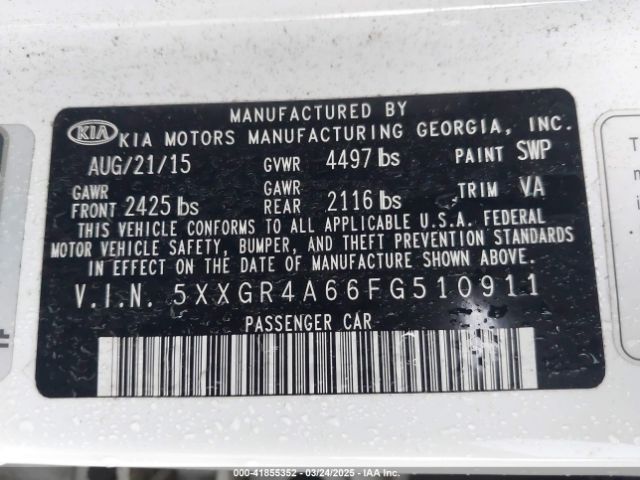 MANUFACTURED BY
KIA KIA MOTORS MANUFACTURING GEORGIA, INC.
AUG/21/15 GVWR 4497 lbs PAINT SWP
GAWR FRONT 2425 lbs GAWR REAR 2116 lbs TRIM VA
THIS VEHICLE CONFORMS TO ALL APPLICABLE U.S.A. FEDERAL
MOTOR VEHICLE SAFETY, BUMPER, AND THEFT PREVENTION STANDARDS
IN EFFECT ON THE DATE OF MANUFACTURE SHOWN ABOVE.
V.I.N. 5XXGR4A66FG510911
PASSENGER CAR
000-41855352 - 03/24/2025 - IAA Inc.